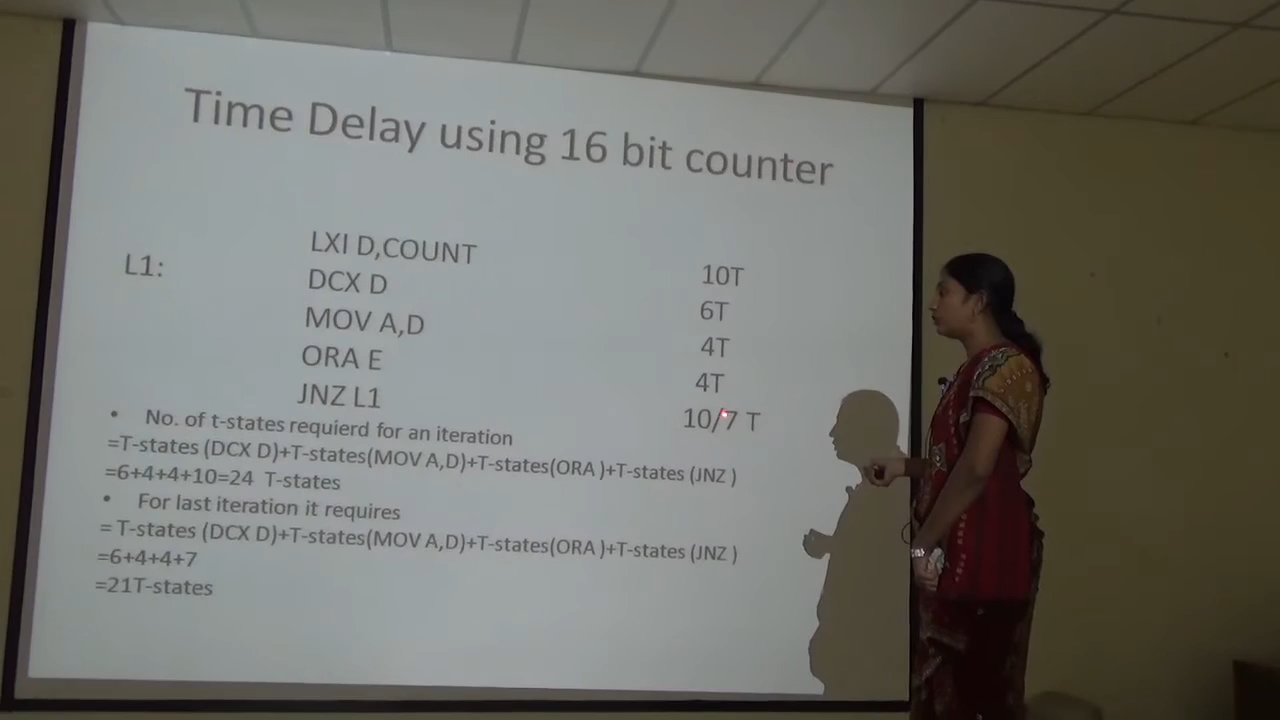 Time Delay using 16 bit counter
LXI D,COUNT 10T
L1: DCX D 6T
MOV A,D 4T
ORA E 4T
JNZ L1 10/7 T
• No. of t-states requierd for an iteration
=T-states (DCX D)+T-states(MOV A,D)+T-states(ORA )+T-states (JNZ )
=6+4+4+10=24 T-states
• For last iteration it requires
= T-states (DCX D)+T-states(MOV A,D)+T-states(ORA )+T-states (JNZ )
=6+4+4+7
=21T-states